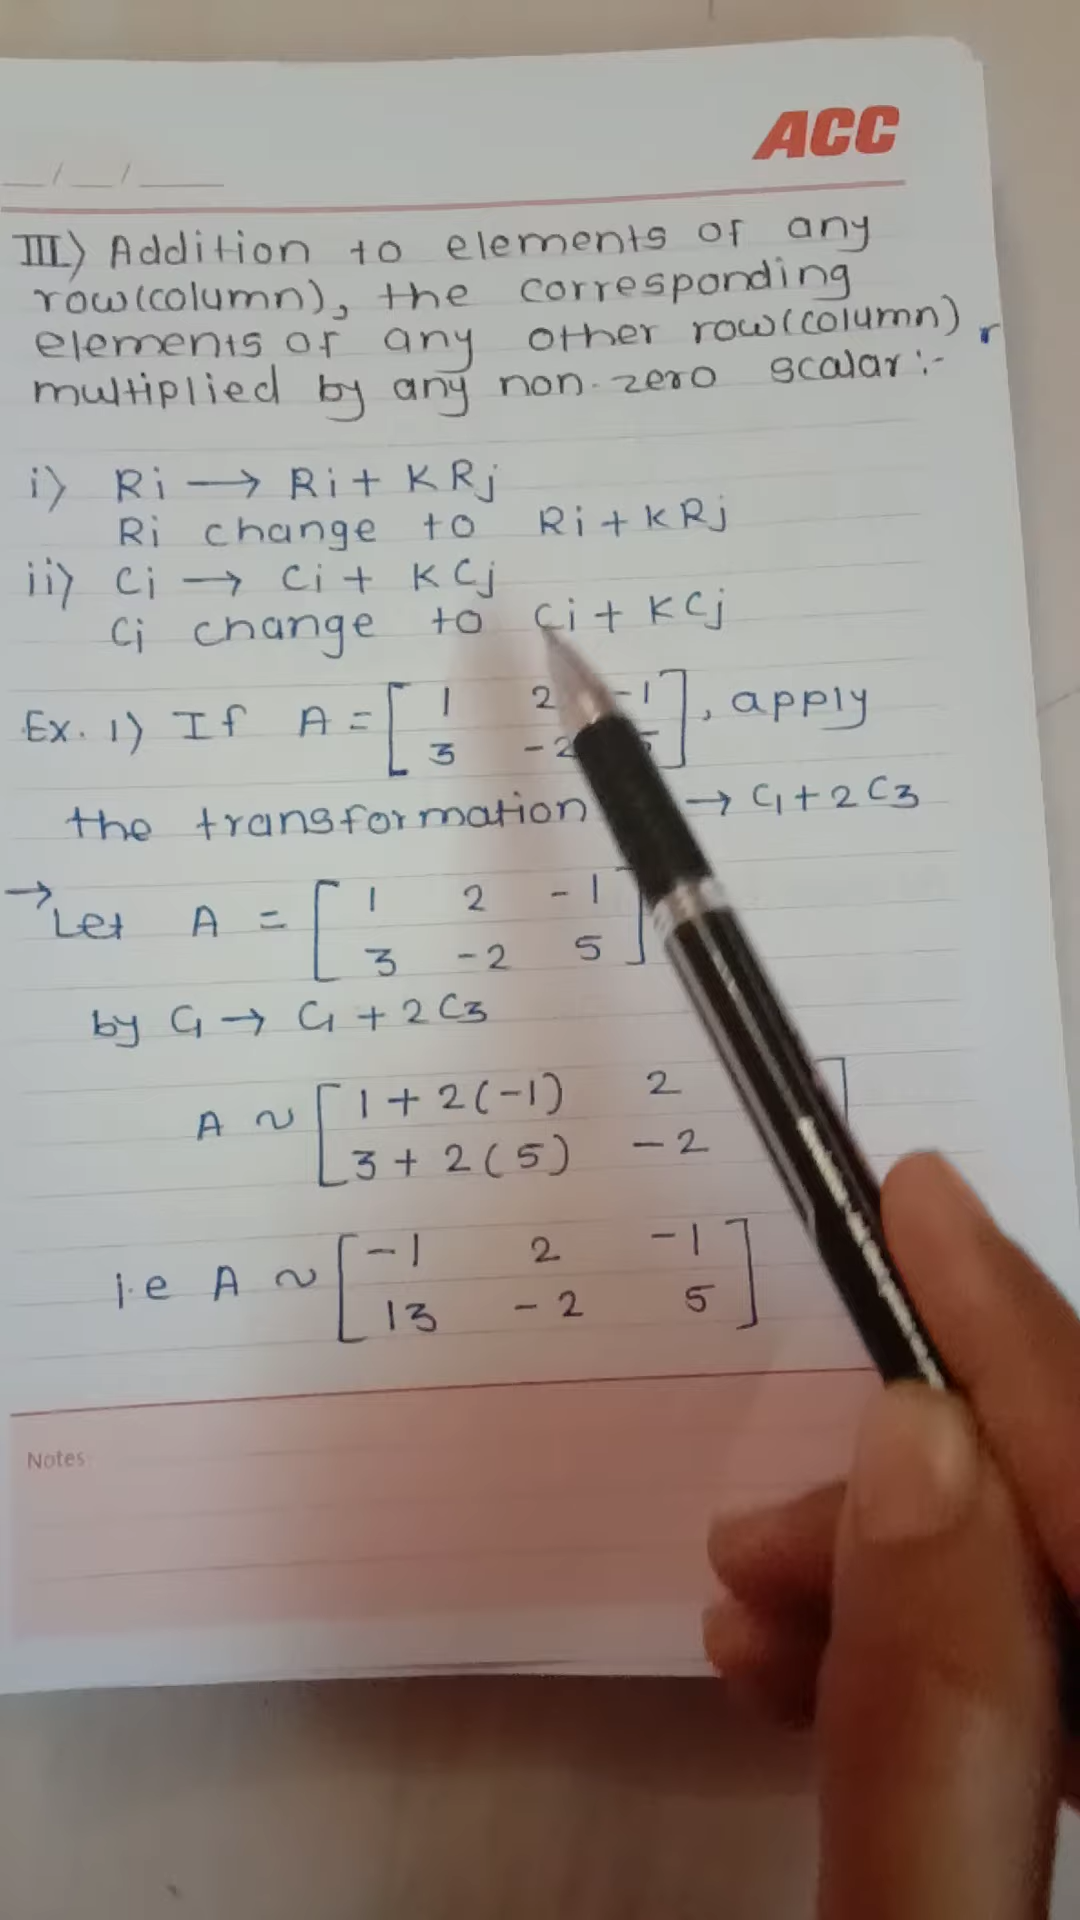 ACC
__/__/____
III) Addition to elements of any
row(column), the corresponding
elements of any other row(column),
multiplied by any non-zero scalar:-
i) Ri → Ri + KRj
Ri change to Ri + KRj
ii) Ci → Ci + KCj
Ci change to Ci + KCj
Ex. 1) If A = [ 1 2 -1 ], apply
3 -2
the transformation → C1 + 2C3
→ Let A = [ 1 2 -1 ]
3 -2 5
by C1 → C1 + 2C3
A ~ [ 1 + 2(-1) 2 ]
3 + 2(5) -2
i.e A ~ [ -1 2 -1 ]
13 -2 5
Notes